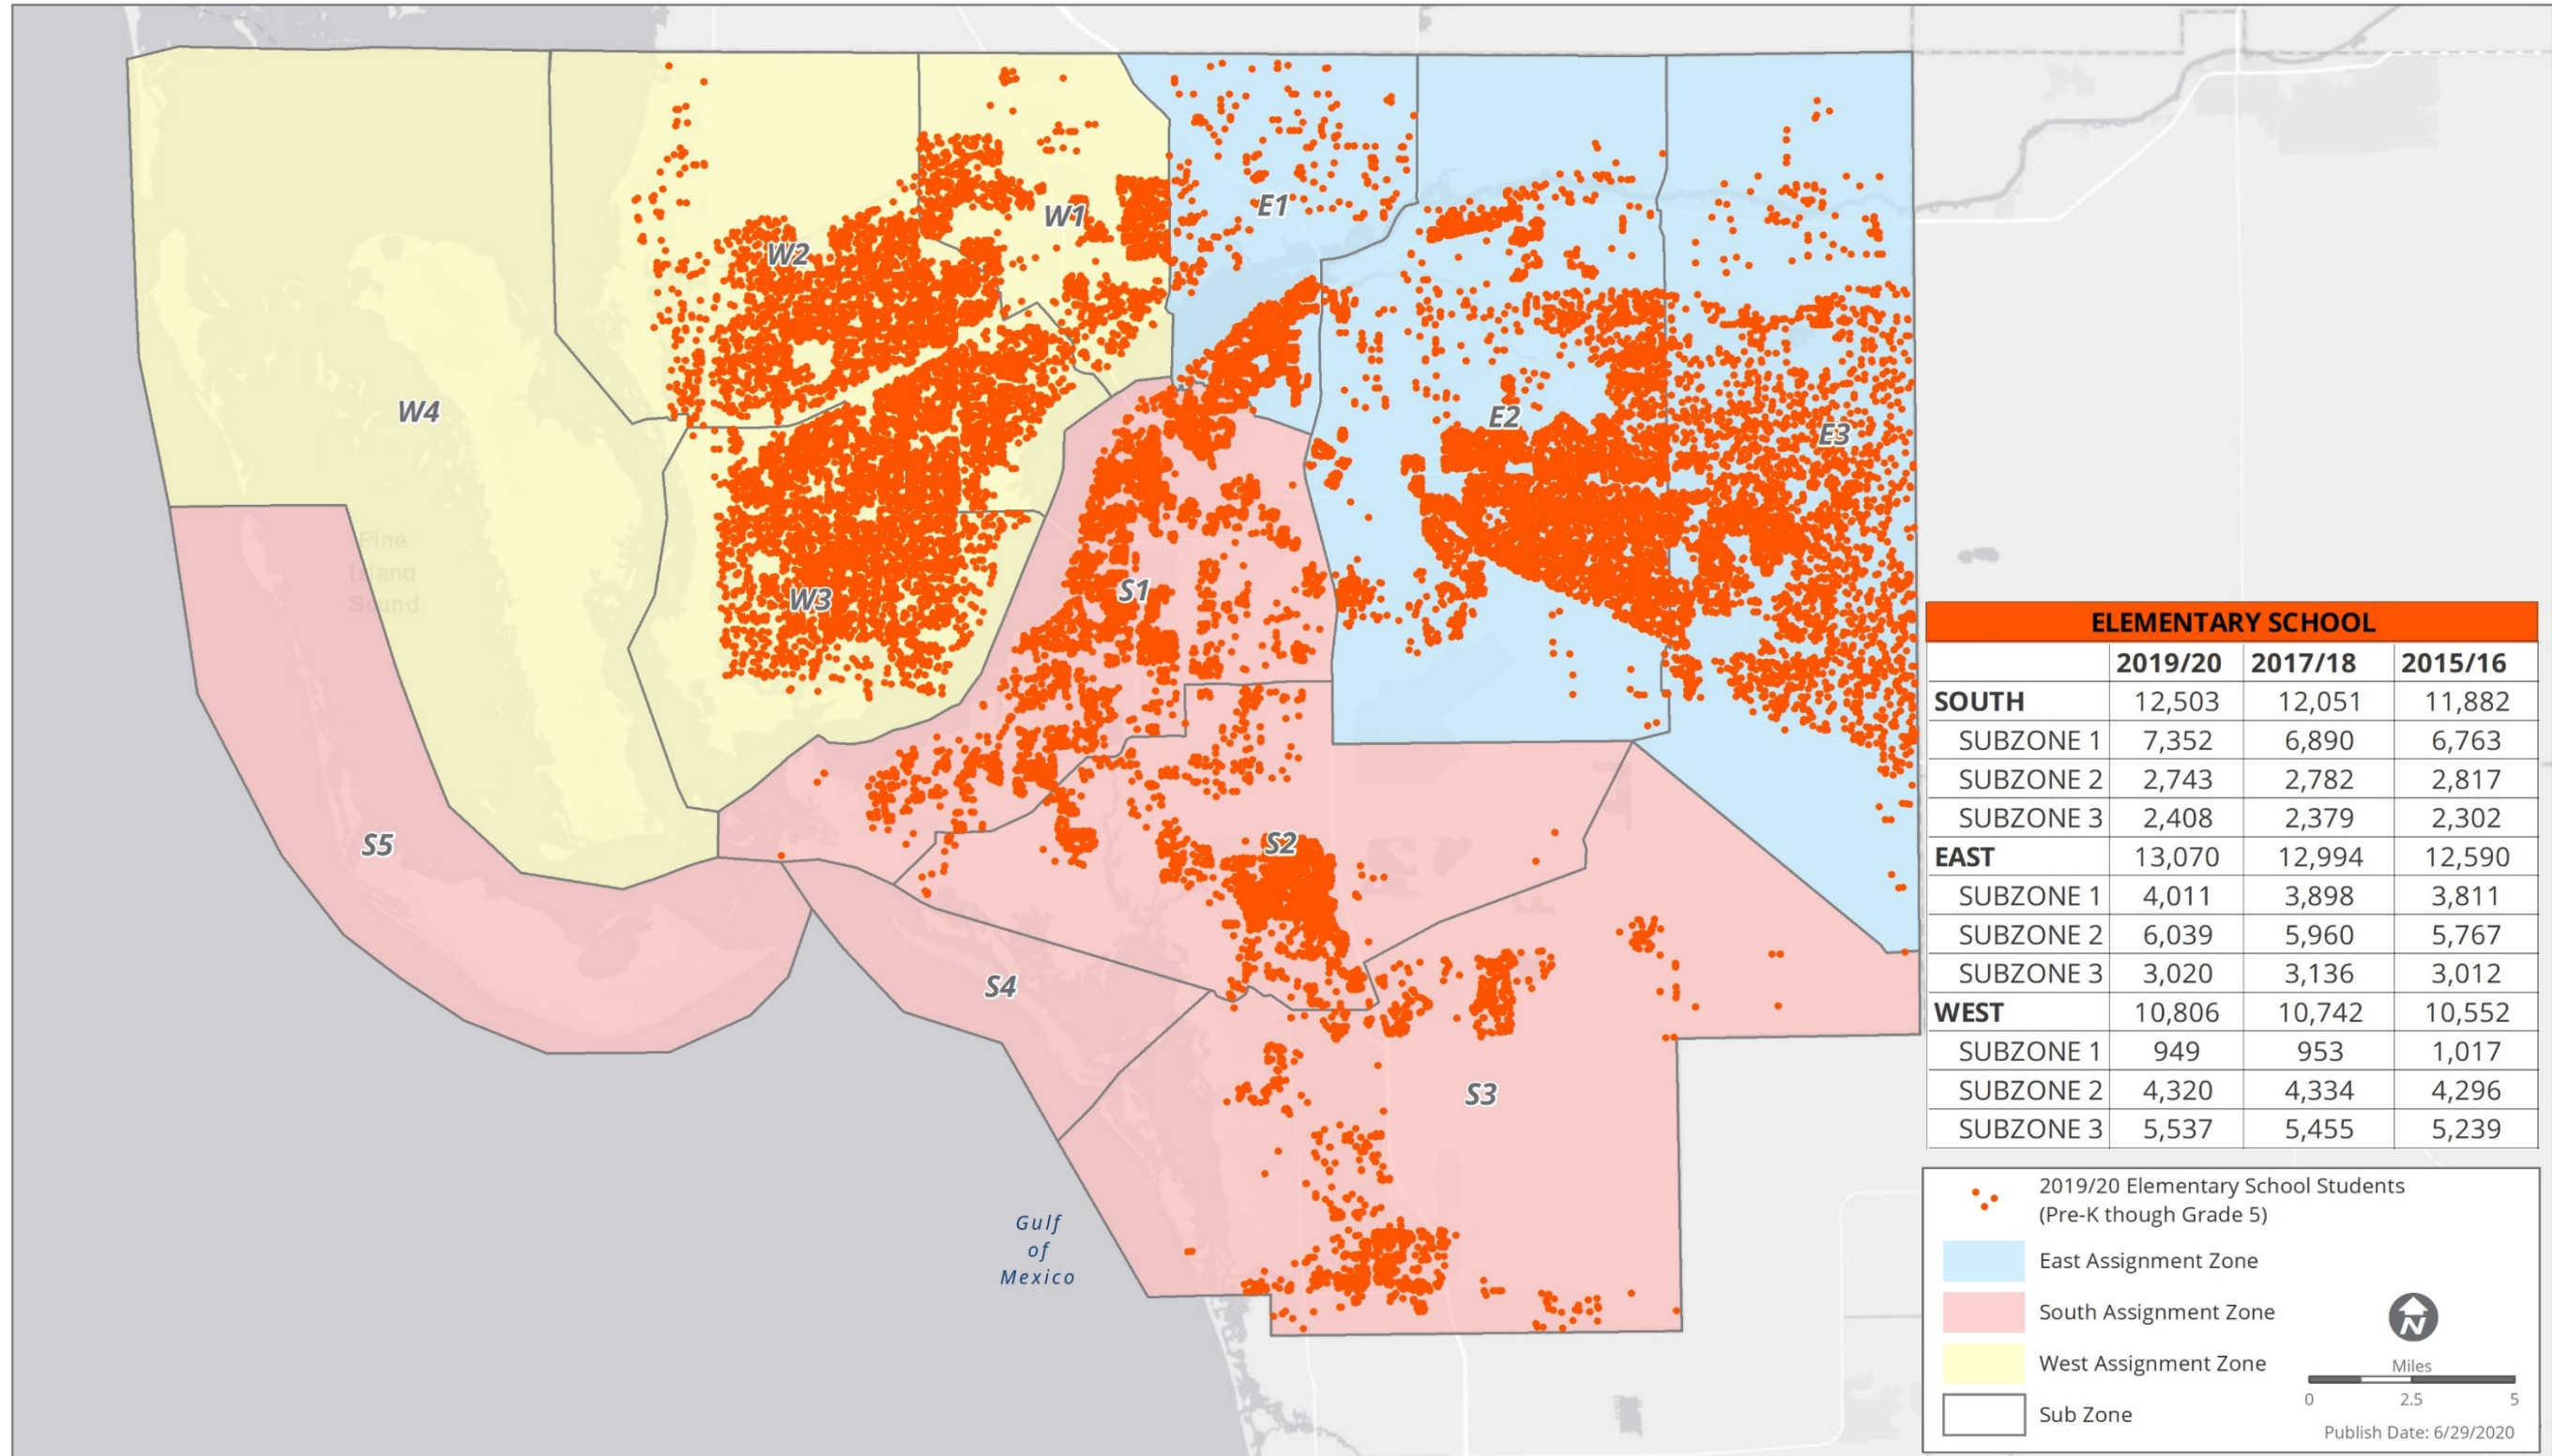 W1
E1
W2
W4
E2
E3
Pine
Island
Sound
S1
W3
S5
S2
S4
S3
Gulf
of
Mexico
ELEMENTARY SCHOOL
2019/20 2017/18 2015/16
SOUTH 12,503 12,051 11,882
SUBZONE 1 7,352 6,890 6,763
SUBZONE 2 2,743 2,782 2,817
SUBZONE 3 2,408 2,379 2,302
EAST 13,070 12,994 12,590
SUBZONE 1 4,011 3,898 3,811
SUBZONE 2 6,039 5,960 5,767
SUBZONE 3 3,020 3,136 3,012
WEST 10,806 10,742 10,552
SUBZONE 1 949 953 1,017
SUBZONE 2 4,320 4,334 4,296
SUBZONE 3 5,537 5,455 5,239
2019/20 Elementary School Students
(Pre-K though Grade 5)
East Assignment Zone
South Assignment Zone
West Assignment Zone
Sub Zone
N
Miles
0 2.5 5
Publish Date: 6/29/2020